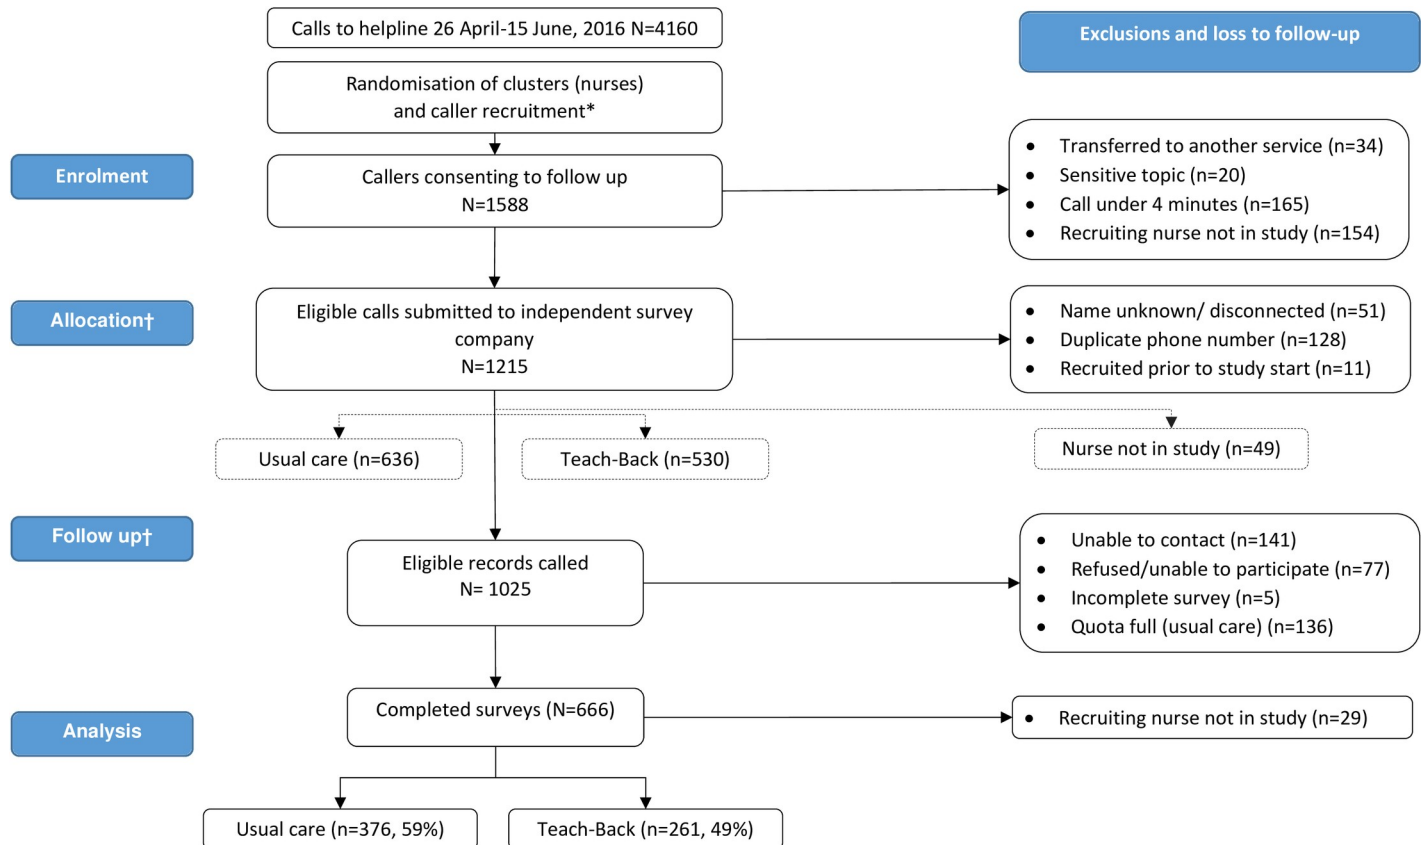 Calls to helpline 26 April-15 June, 2016 N=4160
Exclusions and loss to follow-up
Randomisation of clusters (nurses)
and caller recruitment*
Enrolment
Callers consenting to follow up
N=1588
• Transferred to another service (n=34)
• Sensitive topic (n=20)
• Call under 4 minutes (n=165)
• Recruiting nurse not in study (n=154)
Allocation†
Eligible calls submitted to independent survey
company
N=1215
• Name unknown/ disconnected (n=51)
• Duplicate phone number (n=128)
• Recruited prior to study start (n=11)
Usual care (n=636)
Teach-Back (n=530)
Nurse not in study (n=49)
Follow up†
Eligible records called
N= 1025
• Unable to contact (n=141)
• Refused/unable to participate (n=77)
• Incomplete survey (n=5)
• Quota full (usual care) (n=136)
Analysis
Completed surveys (N=666)
• Recruiting nurse not in study (n=29)
Usual care (n=376, 59%)
Teach-Back (n=261, 49%)